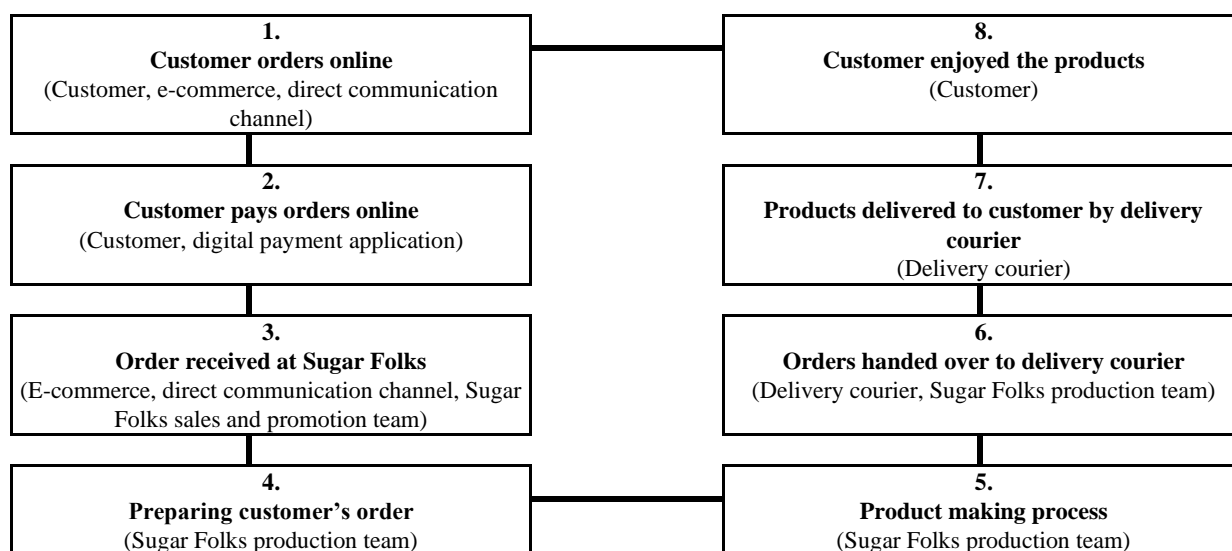 1.
Customer orders online
(Customer, e-commerce, direct communication
channel)
2.
Customer pays orders online
(Customer, digital payment application)
3.
Order received at Sugar Folks
(E-commerce, direct communication channel, Sugar
Folks sales and promotion team)
4.
Preparing customer’s order
(Sugar Folks production team)
5.
Product making process
(Sugar Folks production team)
6.
Orders handed over to delivery courier
(Delivery courier, Sugar Folks production team)
7.
Products delivered to customer by delivery
courier
(Delivery courier)
8.
Customer enjoyed the products
(Customer)